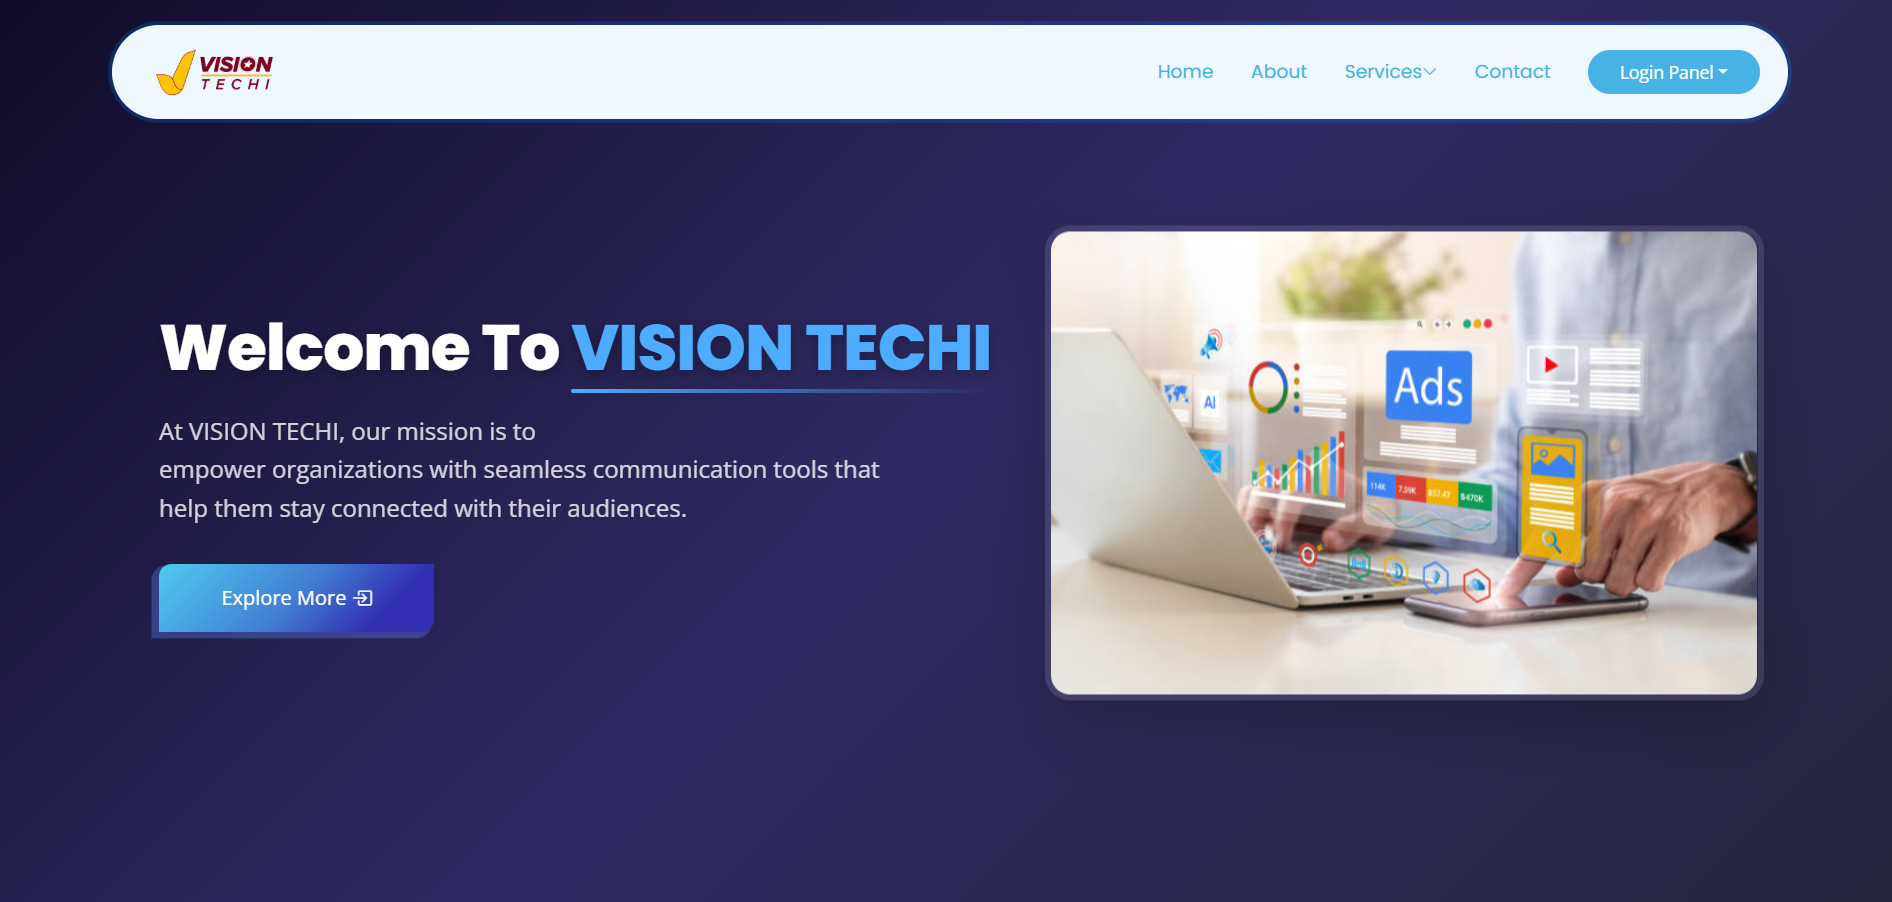 VISION
TECHI
Home About Services Contact Login Panel
Welcome To VISION TECHI
At VISION TECHI, our mission is to
empower organizations with seamless communication tools that
help them stay connected with their audiences.
Explore More
Ads
AI
114K 7.59K $87.47 $470K